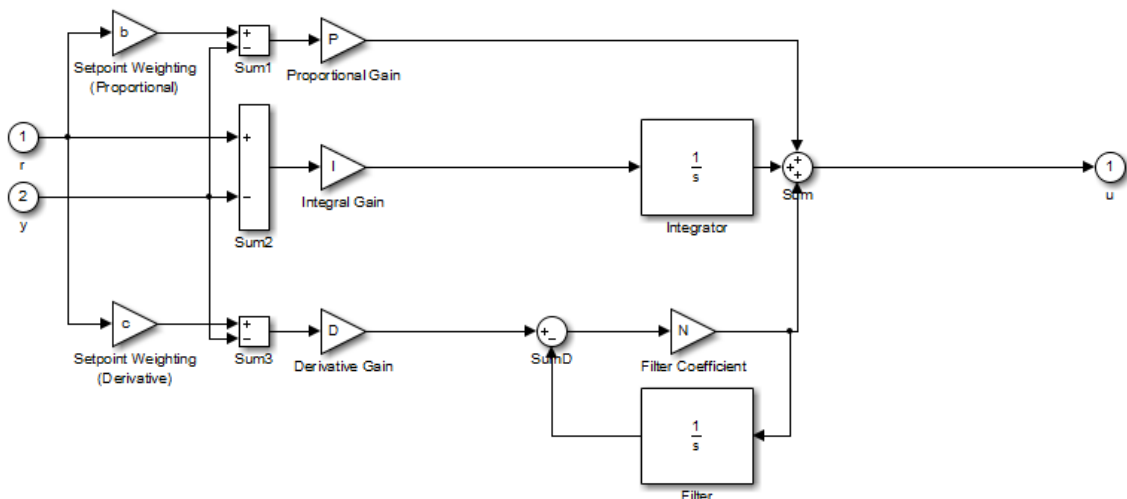 b
+
−
Sum1
P
Proportional Gain
Setpoint Weighting
(Proportional)
1
r
2
y
+
−
Sum2
I
Integral Gain
1
s
Integrator
+
+
+
Sum
1
u
c
Setpoint Weighting
(Derivative)
+
−
Sum3
D
Derivative Gain
+
−
SumD
N
Filter Coefficient
1
s
Filter